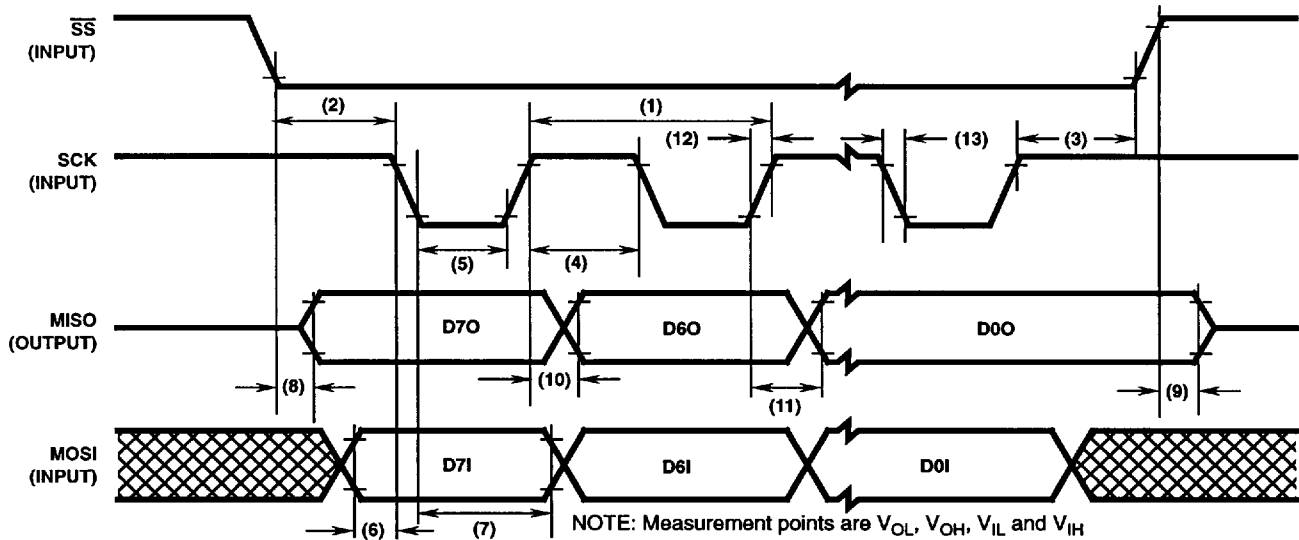 SS
(INPUT)
(2)
(1)
(12)
(13)
(3)
SCK
(INPUT)
(5)
(4)
MISO
(OUTPUT)
D7O
D6O
D0O
(8)
(10)
(11)
(9)
MOSI
(INPUT)
D7I
D6I
D0I
(6)
(7)
NOTE: Measurement points are VOL, VOH, VIL and VIH